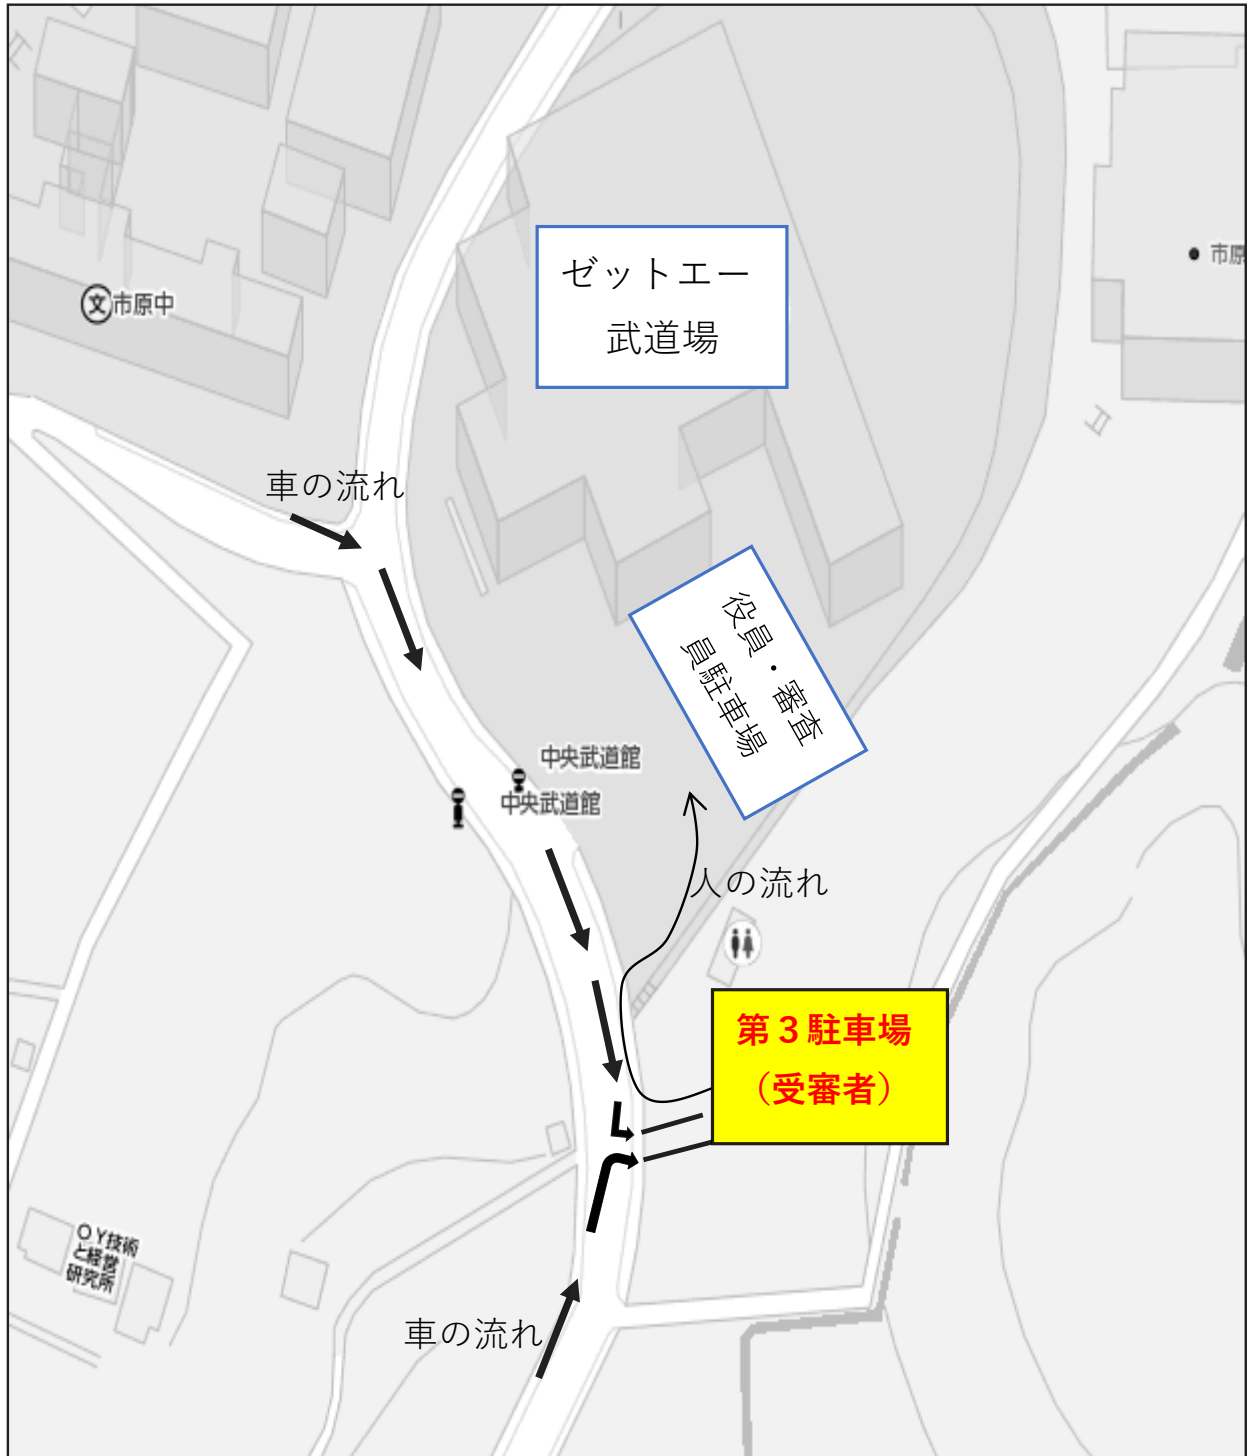 ゼットエー
武道場
市原
市原中
車の流れ
役員・審査
員駐車場
中央武道館
中央武道館
人の流れ
第３駐車場
（受審者）
ＯＹ技術
と経営
研究所
車の流れ